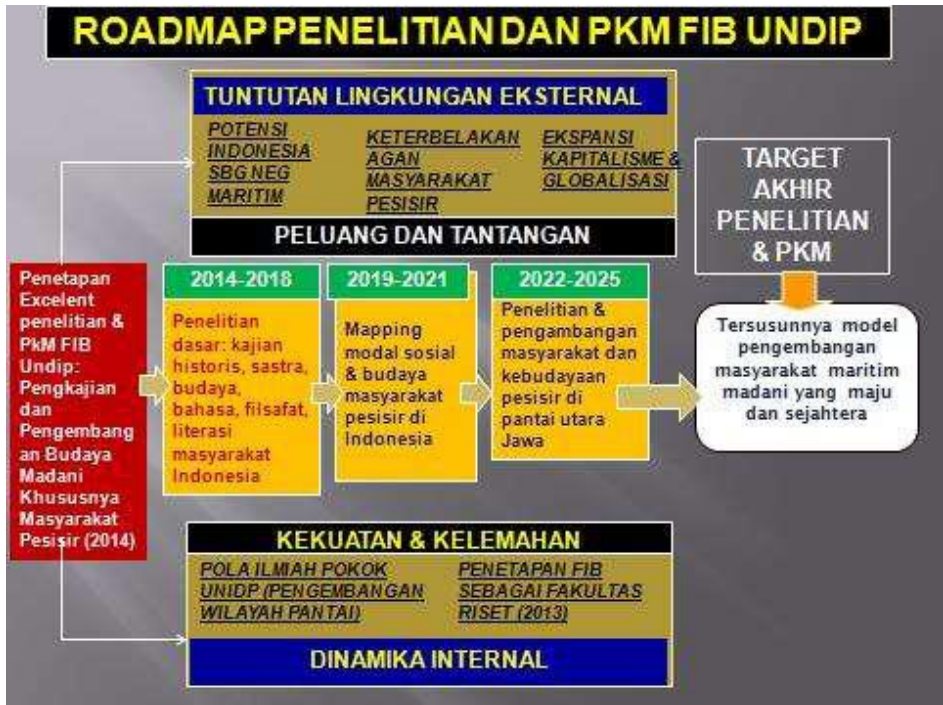 ROADMAP PENELITIAN DAN PKM FIB UNDIP
TUNTUTAN LINGKUNGAN EKSTERNAL
POTENSI
INDONESIA
SBG NEG
MARITIM
KETERBELAKAN
AGAN
MASYARAKAT
PESISIR
EKSPANSI
KAPITALISME &
GLOBALISASI
PELUANG DAN TANTANGAN
TARGET
AKHIR
PENELITIAN
& PKM
Penetapan
Excelent
penelitian &
PkM FIB
Undip:
Pengkajian
dan
Pengembang
an Budaya
Madani
Khususnya
Masyarakat
Pesisir (2014)
2014-2018
Penelitian
dasar: kajian
historis, sastra,
budaya,
bahasa, filsafat,
literasi
masyarakat
Indonesia
2019-2021
Mapping
modal sosial
& budaya
masyarakat
pesisir di
Indonesia
2022-2025
Penelitian &
pengambangan
masyarakat dan
kebudayaan
pesisir di
pantai utara
Jawa
Tersusunnya model
pengembangan
masyarakat maritim
madani yang maju
dan sejahtera
KEKUATAN & KELEMAHAN
POLA ILMIAH POKOK
UNIDP (PENGEMBANGAN
WILAYAH PANTAI)
PENETAPAN FIB
SEBAGAI FAKULTAS
RISET (2013)
DINAMIKA INTERNAL